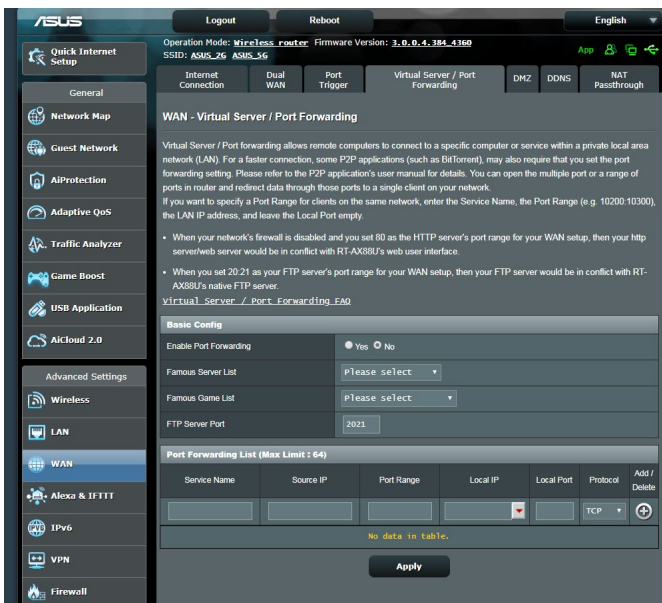 ASUS
Logout
Reboot
English
Quick Internet
Setup
Operation Mode: Wireless router Firmware Version: 3.0.0.4.384_4360
SSID: ASUS_2G ASUS_5G
App
Internet
Connection
Dual
WAN
Port
Trigger
Virtual Server / Port
Forwarding
DMZ
DDNS
NAT
Passthrough
General
Network Map
Guest Network
AiProtection
Adaptive QoS
Traffic Analyzer
Game Boost
USB Application
AiCloud 2.0
Advanced Settings
Wireless
LAN
WAN
Alexa & IFTTT
IPv6
VPN
Firewall
WAN - Virtual Server / Port Forwarding
Virtual Server / Port forwarding allows remote computers to connect to a specific computer or service within a private local area
network (LAN). For a faster connection, some P2P applications (such as BitTorrent), may also require that you set the port
forwarding setting. Please refer to the P2P application's user manual for details. You can open the multiple port or a range of
ports in router and redirect data through those ports to a single client on your network.
If you want to specify a Port Range for clients on the same network, enter the Service Name, the Port Range (e.g. 10200:10300),
the LAN IP address, and leave the Local Port empty.
• When your network's firewall is disabled and you set 80 as the HTTP server's port range for your WAN setup, then your http
server/web server would be in conflict with RT-AX88U's web user interface.
• When you set 20:21 as your FTP server's port range for your WAN setup, then your FTP server would be in conflict with RT-
AX88U's native FTP server.
Virtual Server / Port Forwarding FAQ
Basic Config
Enable Port Forwarding
Yes No
Famous Server List
Please select
Famous Game List
Please select
FTP Server Port
2021
Port Forwarding List (Max Limit : 64)
Service Name
Source IP
Port Range
Local IP
Local Port
Protocol
Add /
Delete
TCP
No data in table.
Apply